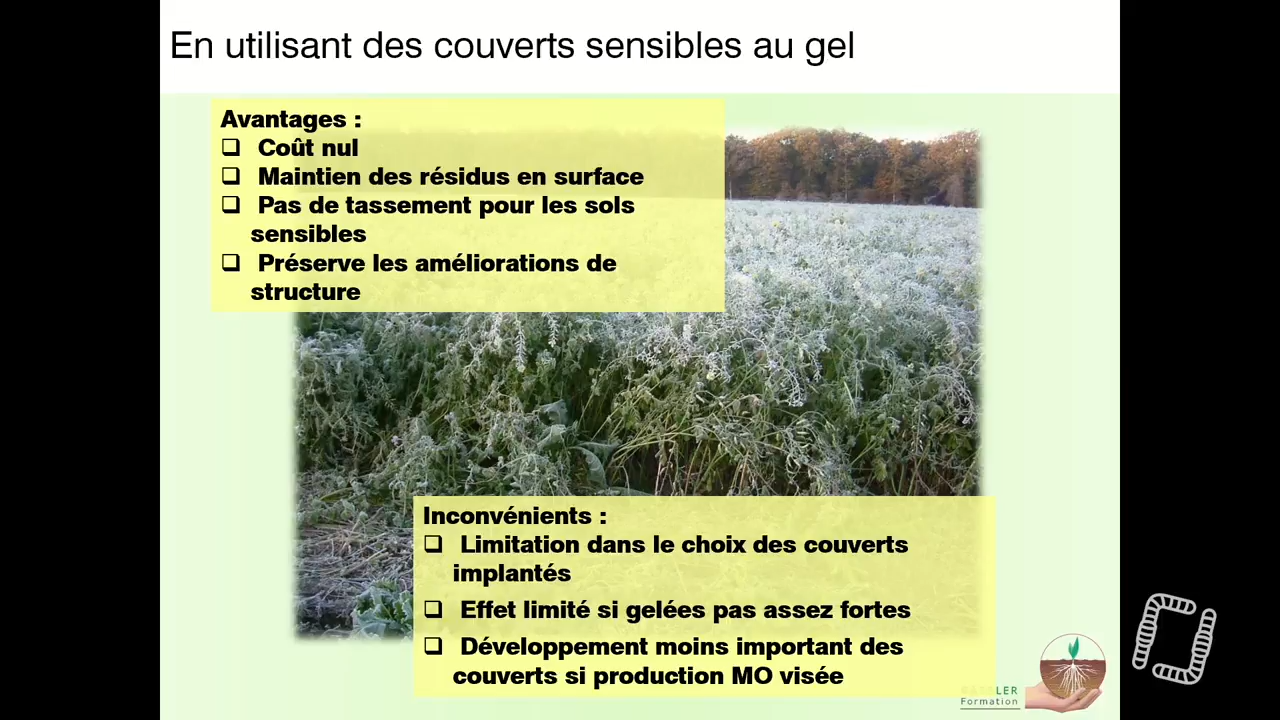 En utilisant des couverts sensibles au gel
Avantages :
❑ Coût nul
❑ Maintien des résidus en surface
❑ Pas de tassement pour les sols
sensibles
❑ Préserve les améliorations de
structure
Inconvénients :
❑ Limitation dans le choix des couverts
implantés
❑ Effet limité si gelées pas assez fortes
❑ Développement moins important des
couverts si production MO visée
LER
Formation